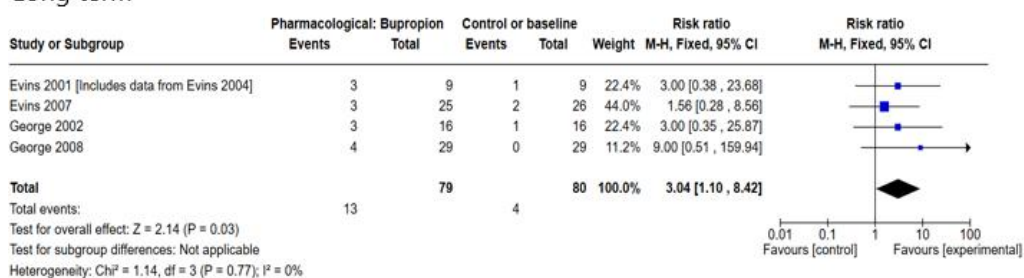 Pharmacological: Bupropion Control or baseline Risk ratio Risk ratio
Study or Subgroup Events Total Events Total Weight M-H, Fixed, 95% CI M-H, Fixed, 95% CI
Evins 2001 [Includes data from Evins 2004] 3 9 1 9 22.4% 3.00 [0.38 , 23.68]
Evins 2007 3 25 2 26 44.0% 1.56 [0.28 , 8.56]
George 2002 3 16 1 16 22.4% 3.00 [0.35 , 25.87]
George 2008 4 29 0 29 11.2% 9.00 [0.51 , 159.94]
Total 79 80 100.0% 3.04 [1.10 , 8.42]
Total events: 13 4
Test for overall effect: Z = 2.14 (P = 0.03) 0.01 0.1 1 10 100
Test for subgroup differences: Not applicable Favours [control] Favours [experimental]
Heterogeneity: Chi² = 1.14, df = 3 (P = 0.77); I² = 0%